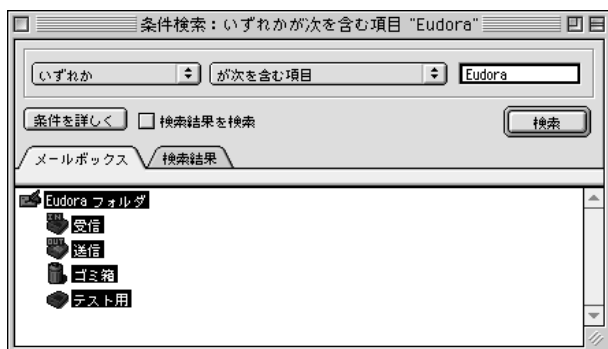 条件検索：いずれかが次を含む項目 "Eudora"
いずれか が次を含む項目 Eudora
条件を詳しく 検索結果を検索 検索
メールボックス 検索結果
Eudora フォルダ
IN 受信
OUT 送信
ゴミ箱
テスト用